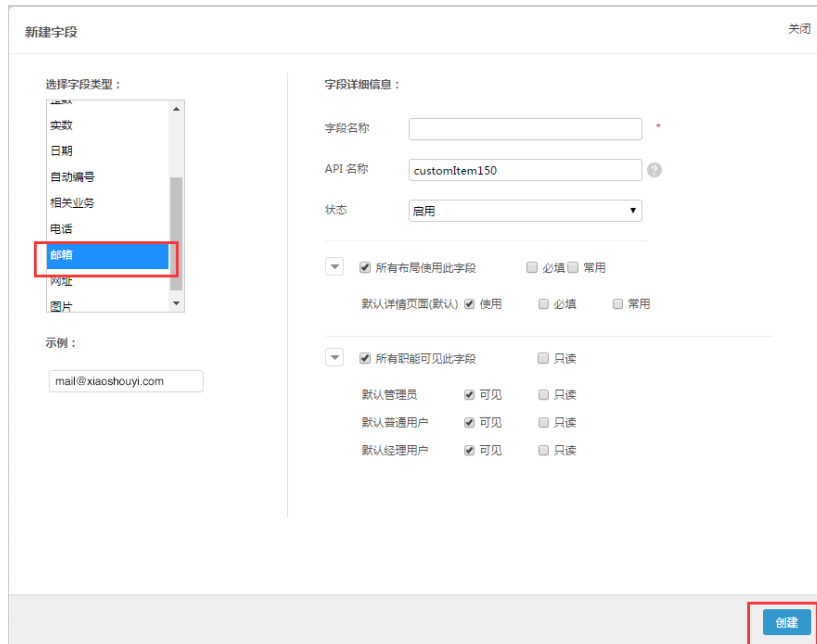 新建字段
关闭
选择字段类型：
整数
实数
日期
自动编号
相关业务
电话
邮箱
网址
图片
示例：
mail@xiaoshouyi.com
字段详细信息：
字段名称 *
API 名称 customItem150 ?
状态 启用
所有布局使用此字段 必填 常用
默认详情页面(默认) 使用 必填 常用
所有职能可见此字段 只读
默认管理员 可见 只读
默认普通用户 可见 只读
默认经理用户 可见 只读
创建